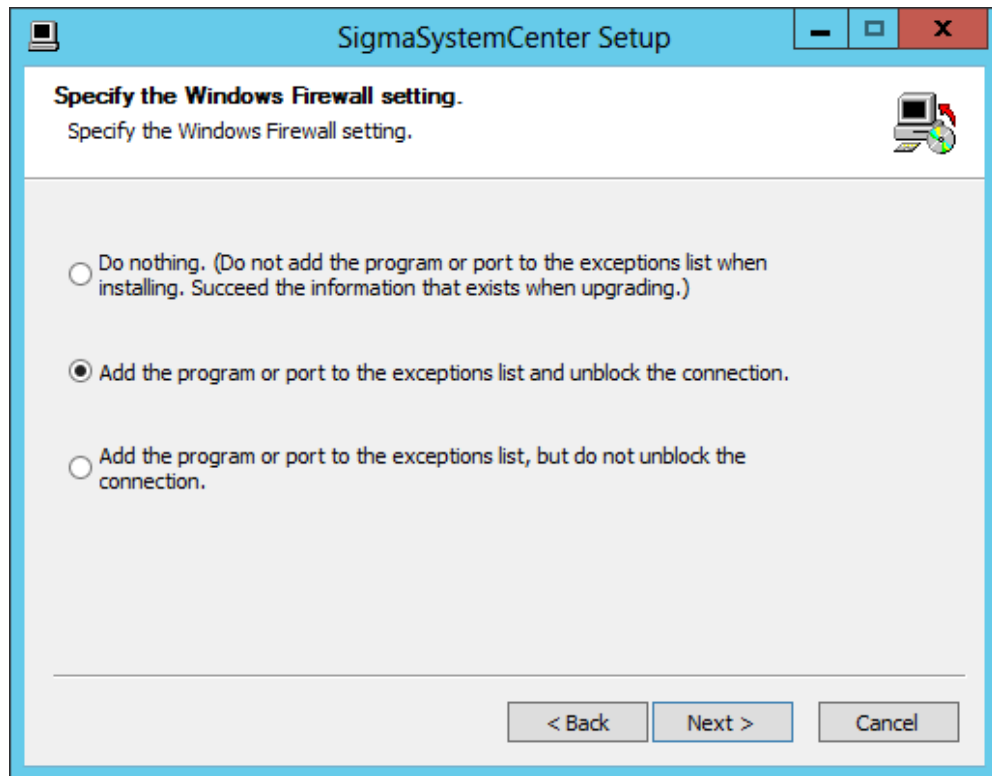 SigmaSystemCenter Setup
Specify the Windows Firewall setting.
Specify the Windows Firewall setting.
Do nothing. (Do not add the program or port to the exceptions list when
installing. Succeed the information that exists when upgrading.)
Add the program or port to the exceptions list and unblock the connection.
Add the program or port to the exceptions list, but do not unblock the
connection.
< Back Next > Cancel